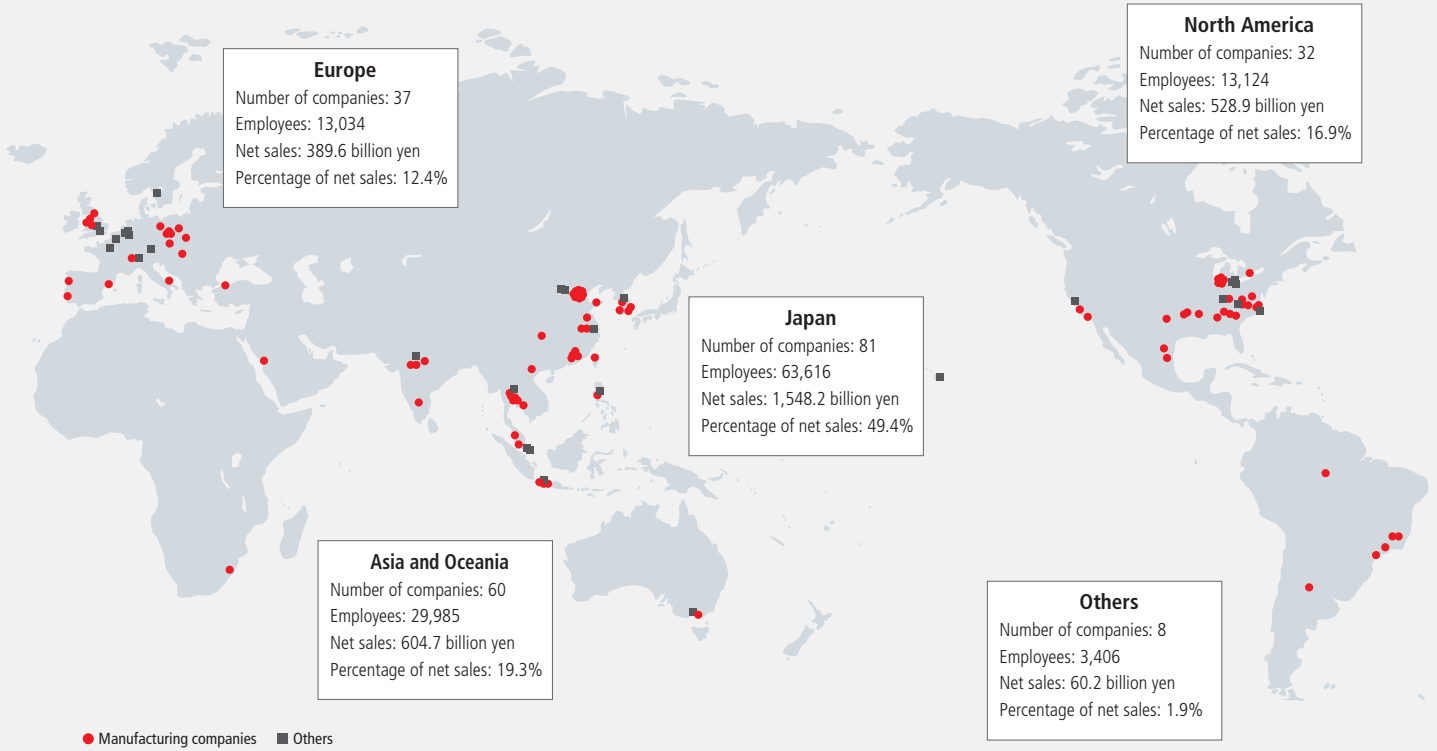 North America
Number of companies: 32
Employees: 13,124
Net sales: 528.9 billion yen
Percentage of net sales: 16.9%
Europe
Number of companies: 37
Employees: 13,034
Net sales: 389.6 billion yen
Percentage of net sales: 12.4%
Japan
Number of companies: 81
Employees: 63,616
Net sales: 1,548.2 billion yen
Percentage of net sales: 49.4%
Asia and Oceania
Number of companies: 60
Employees: 29,985
Net sales: 604.7 billion yen
Percentage of net sales: 19.3%
Others
Number of companies: 8
Employees: 3,406
Net sales: 60.2 billion yen
Percentage of net sales: 1.9%
Manufacturing companies Others